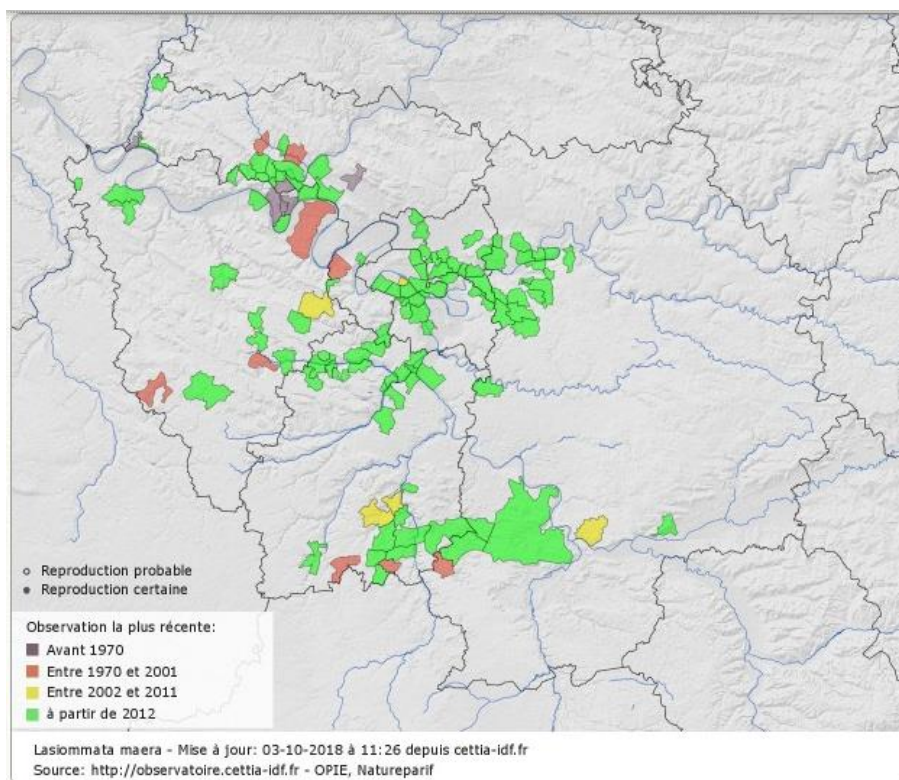 Reproduction probable
Reproduction certaine
Observation la plus récente:
Avant 1970
Entre 1970 et 2001
Entre 2002 et 2011
à partir de 2012
Lasiommata maera - Mise à jour: 03-10-2018 à 11:26 depuis cettia-idf.fr
Source: http://observatoire.cettia-idf.fr - OPIE, Natureparif